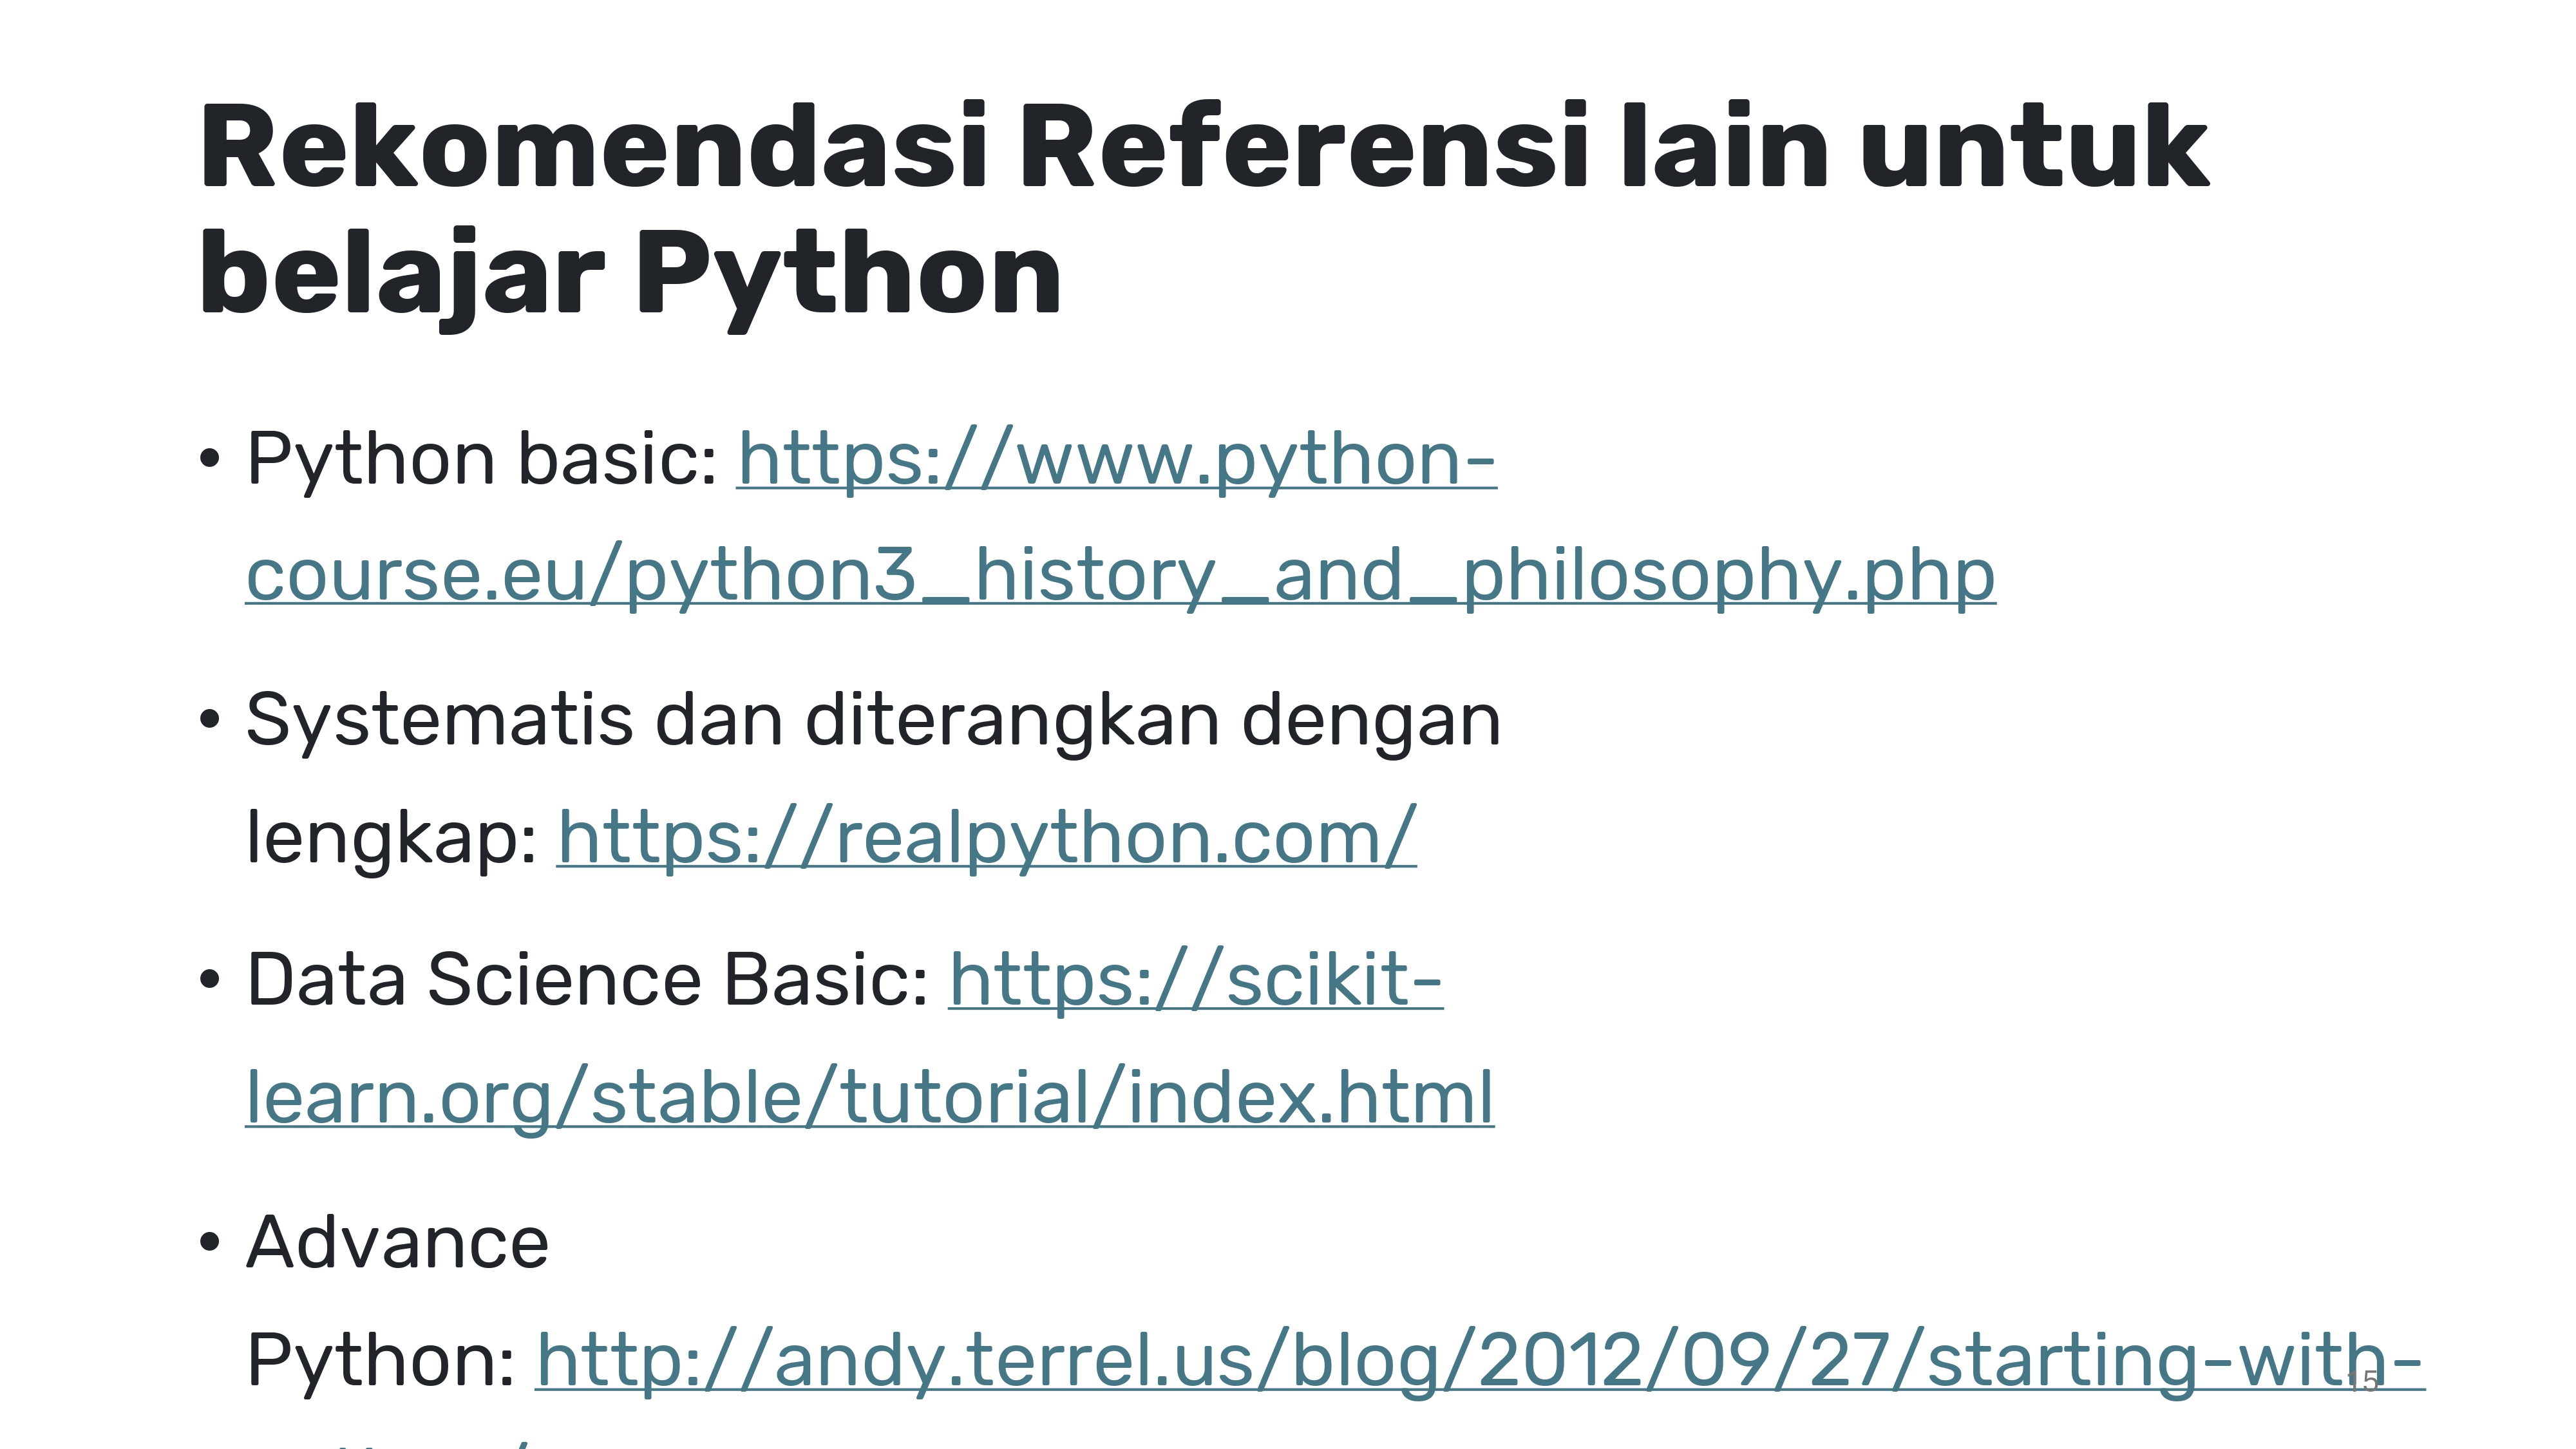 Rekomendasi Referensi lain untuk
belajar Python
• Python basic: https://www.python-
course.eu/python3_history_and_philosophy.php
• Systematis dan diterangkan dengan
lengkap: https://realpython.com/
• Data Science Basic: https://scikit-
learn.org/stable/tutorial/index.html
• Advance
Python: http://andy.terrel.us/blog/2012/09/27/starting-with-
15